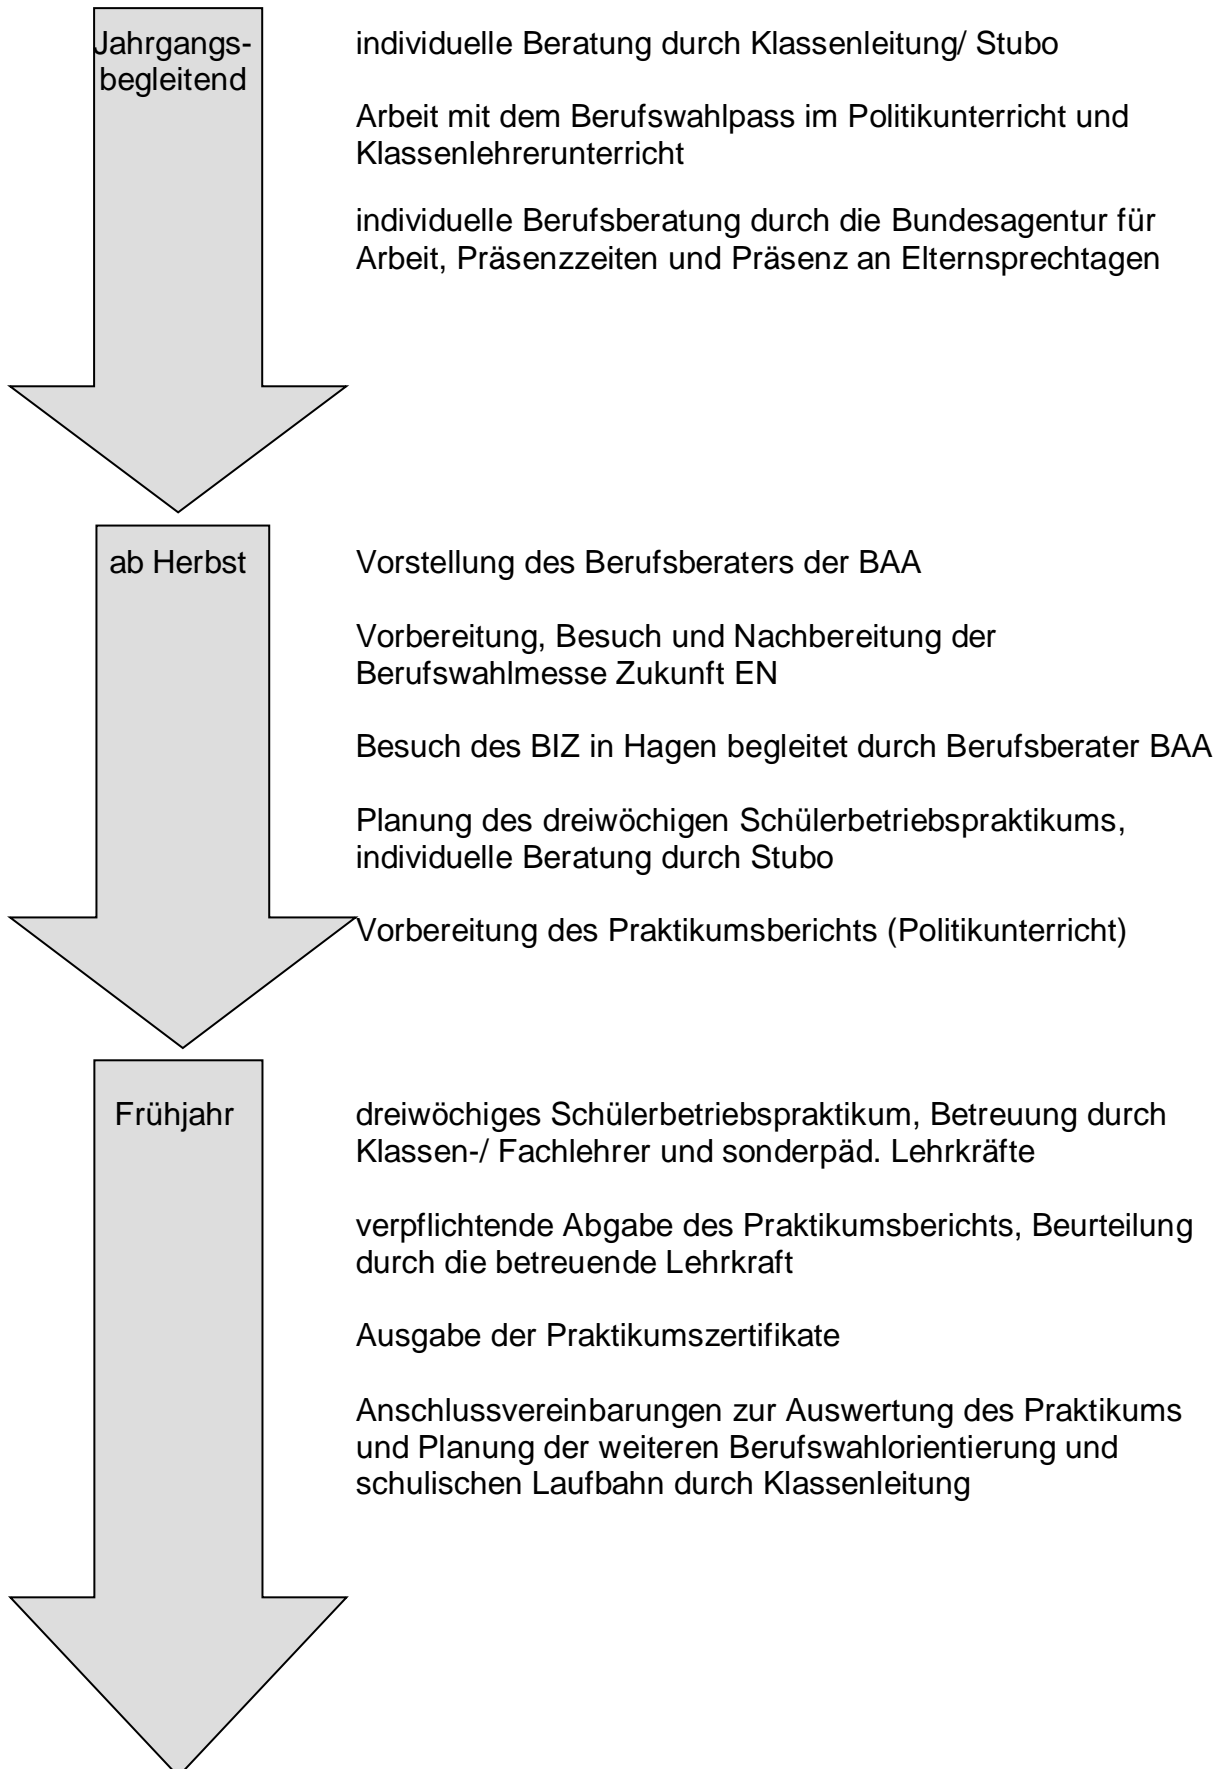 Jahrgangs-
begleitend
individuelle Beratung durch Klassenleitung/ Stubo
Arbeit mit dem Berufswahlpass im Politikunterricht und
Klassenlehrerunterricht
individuelle Berufsberatung durch die Bundesagentur für
Arbeit, Präsenzzeiten und Präsenz an Elternsprechtagen
ab Herbst
Vorstellung des Berufsberaters der BAA
Vorbereitung, Besuch und Nachbereitung der
Berufswahlmesse Zukunft EN
Besuch des BIZ in Hagen begleitet durch Berufsberater BAA
Planung des dreiwöchigen Schülerbetriebspraktikums,
individuelle Beratung durch Stubo
Vorbereitung des Praktikumsberichts (Politikunterricht)
Frühjahr
dreiwöchiges Schülerbetriebspraktikum, Betreuung durch
Klassen-/ Fachlehrer und sonderpäd. Lehrkräfte
verpflichtende Abgabe des Praktikumsberichts, Beurteilung
durch die betreuende Lehrkraft
Ausgabe der Praktikumszertifikate
Anschlussvereinbarungen zur Auswertung des Praktikums
und Planung der weiteren Berufswahlorientierung und
schulischen Laufbahn durch Klassenleitung